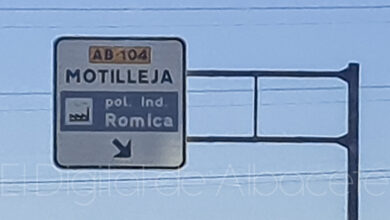 AB-104
MOTILLEJA
pol. Ind.
Romica
El Digital de Albacete